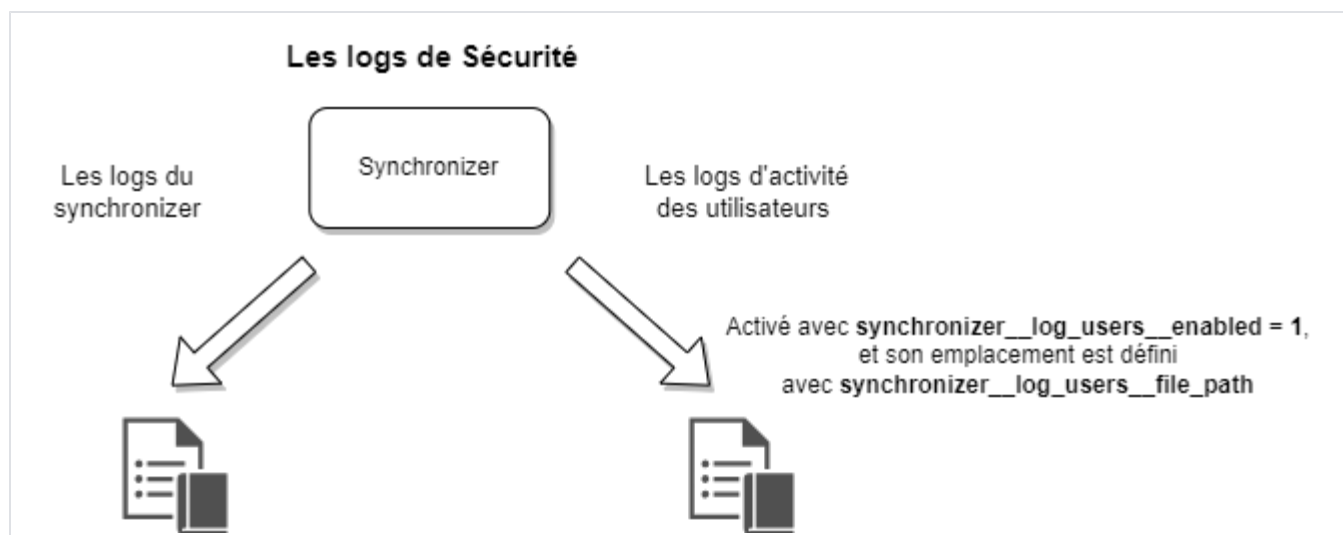 Les logs de Sécurité
Synchronizer
Les logs du
synchronizer
Les logs d'activité
des utilisateurs
Activé avec synchronizer__log_users__enabled = 1,
et son emplacement est défini
avec synchronizer__log_users__file_path